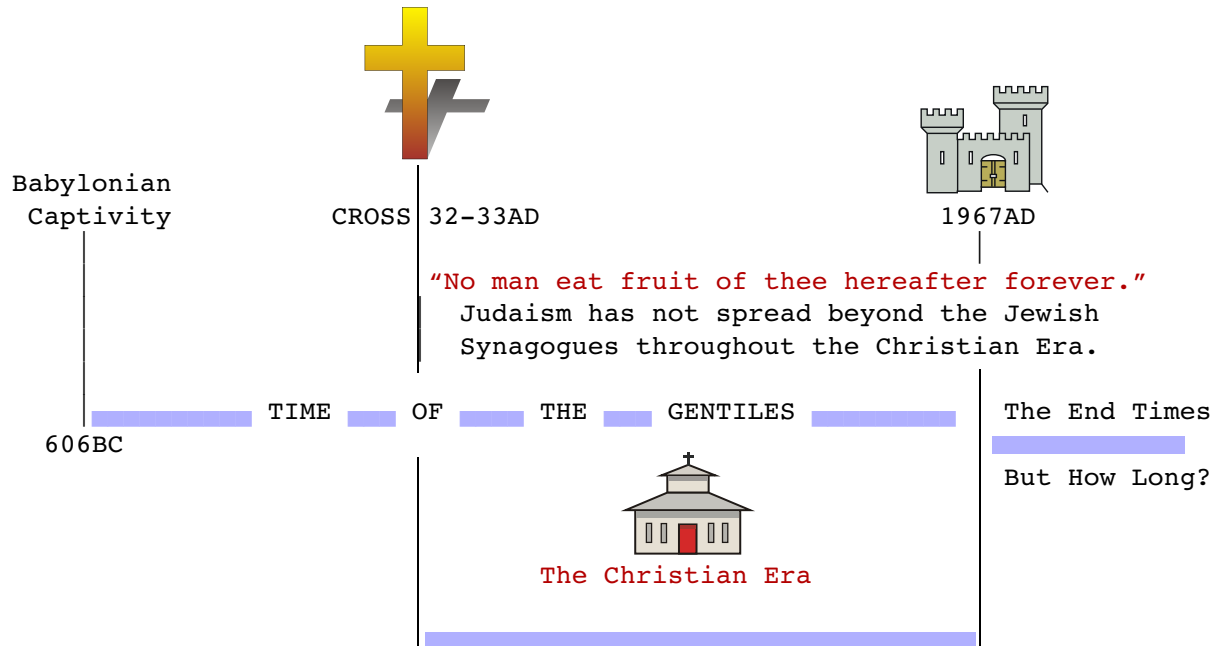 Babylonian
Captivity
CROSS 32-33AD
1967AD
“No man eat fruit of thee hereafter forever.”
Judaism has not spread beyond the Jewish
Synagogues throughout the Christian Era.
TIME OF THE GENTILES
The End Times
606BC
But How Long?
The Christian Era